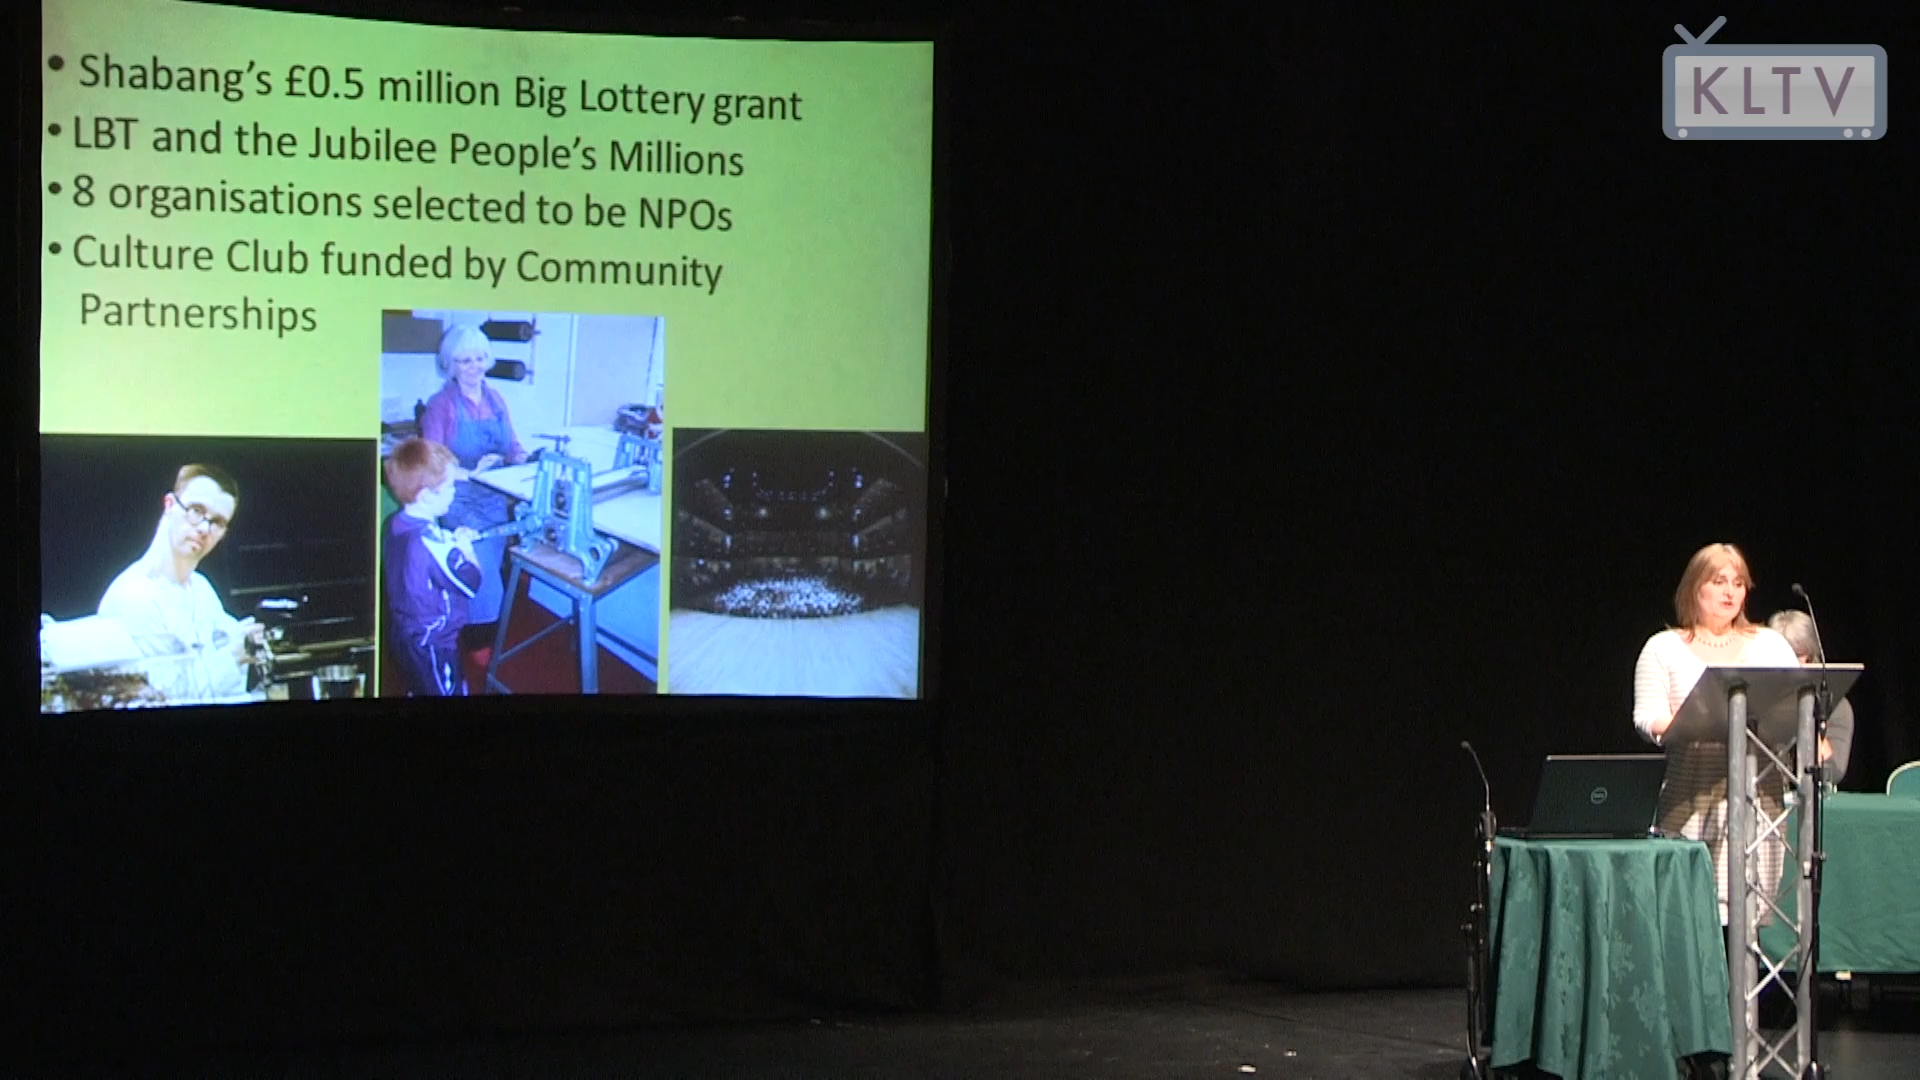 • Shabang's £0.5 million Big Lottery grant
• LBT and the Jubilee People's Millions
• 8 organisations selected to be NPOs
• Culture Club funded by Community
Partnerships
KLTV